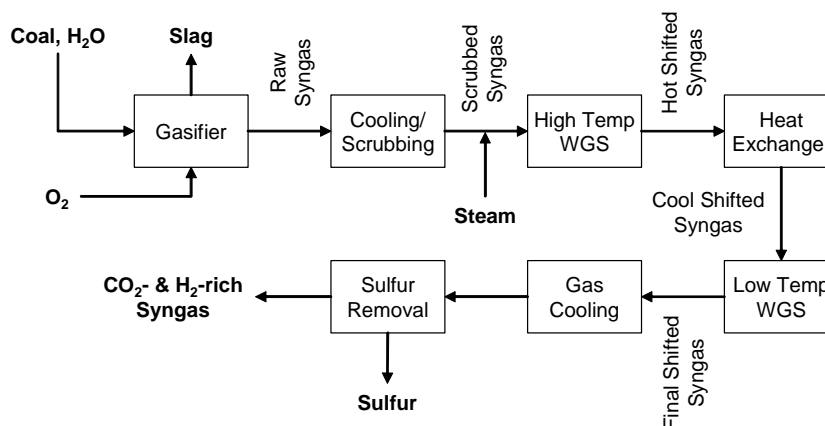 Coal, H₂O
Slag
Raw
Syngas
Scrubbed
Syngas
Hot Shifted
Syngas
Gasifier
Cooling/
Scrubbing
High Temp
WGS
Heat
Exchange
O₂
Steam
Cool Shifted
Syngas
CO₂- & H₂-rich
Syngas
Sulfur
Removal
Gas
Cooling
Low Temp
WGS
Sulfur
Final Shifted
Syngas